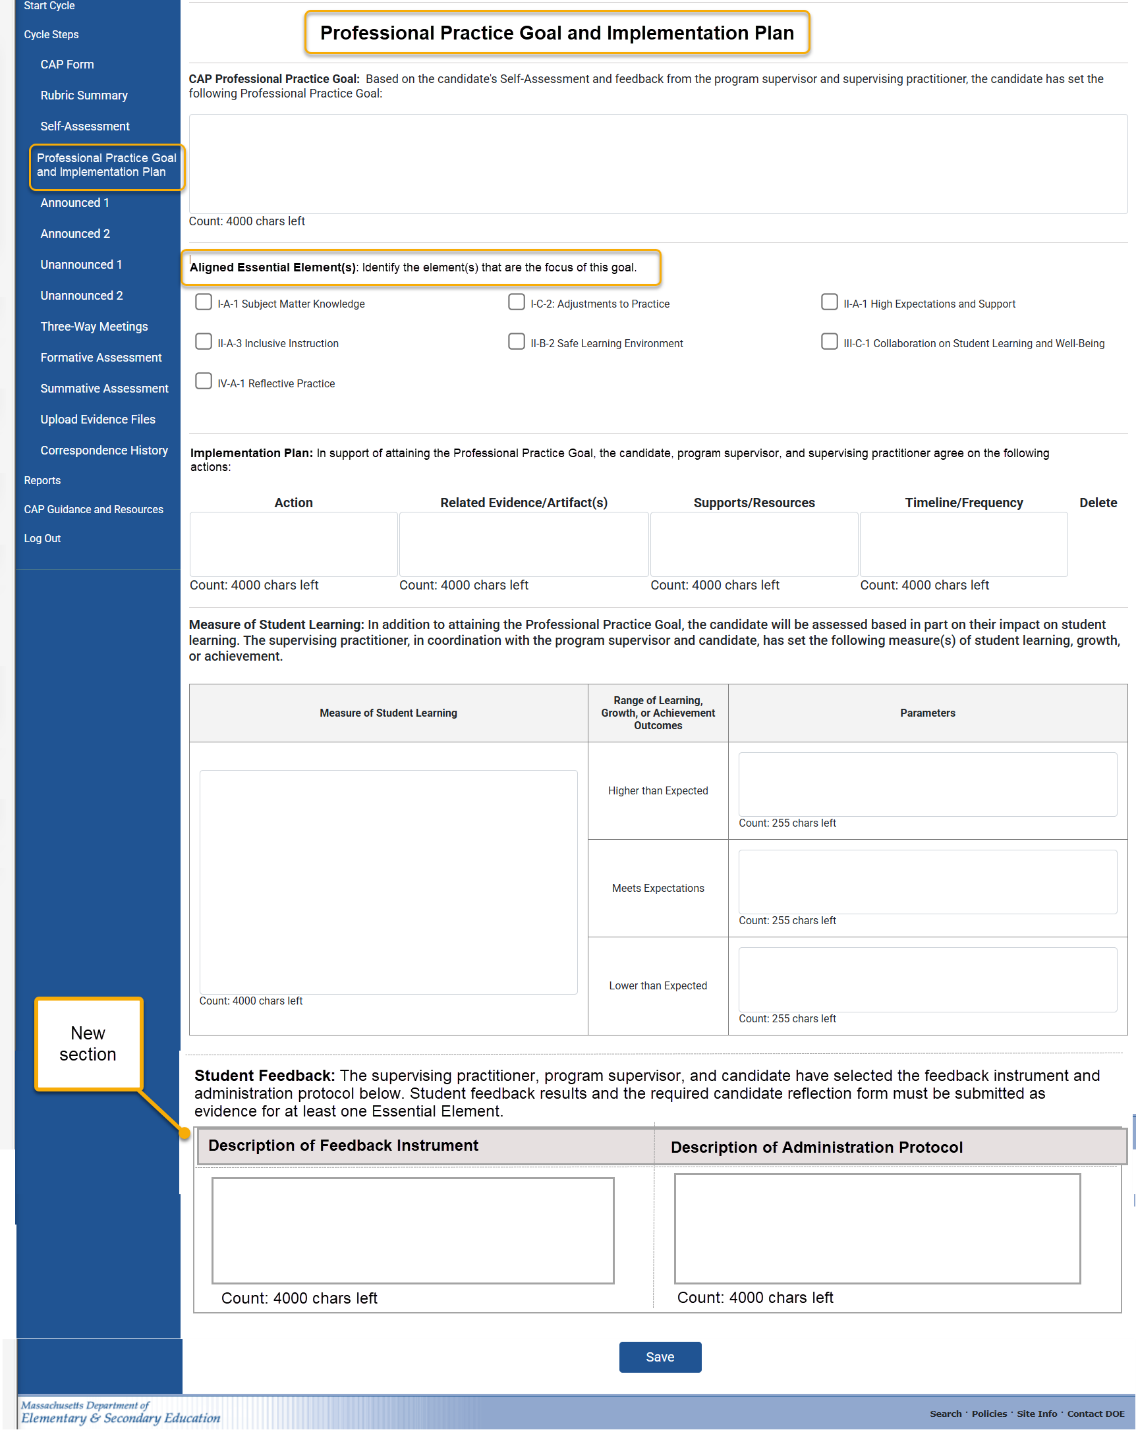 Start Cycle
Cycle Steps
CAP Form
Rubric Summary
Self-Assessment
Professional Practice Goal
and Implementation Plan
Announced 1
Announced 2
Unannounced 1
Unannounced 2
Three-Way Meetings
Formative Assessment
Summative Assessment
Upload Evidence Files
Correspondence History
Reports
CAP Guidance and Resources
Log Out
New
section
Professional Practice Goal and Implementation Plan
CAP Professional Practice Goal: Based on the candidate's Self-Assessment and feedback from the program supervisor and supervising practitioner, the candidate has set the
following Professional Practice Goal:
Count: 4000 chars left
Aligned Essential Element(s): Identify the element(s) that are the focus of this goal.
I-A-1 Subject Matter Knowledge
I-C-2: Adjustments to Practice
II-A-1 High Expectations and Support
II-A-3 Inclusive Instruction
II-B-2 Safe Learning Environment
III-C-1 Collaboration on Student Learning and Well-Being
IV-A-1 Reflective Practice
Implementation Plan: In support of attaining the Professional Practice Goal, the candidate, program supervisor, and supervising practitioner agree on the following
actions:
Action Related Evidence/Artifact(s) Supports/Resources Timeline/Frequency Delete
Count: 4000 chars left Count: 4000 chars left Count: 4000 chars left Count: 4000 chars left
Measure of Student Learning: In addition to attaining the Professional Practice Goal, the candidate will be assessed based in part on their impact on student
learning. The supervising practitioner, in coordination with the program supervisor and candidate, has set the following measure(s) of student learning, growth,
or achievement.
Measure of Student Learning
Range of Learning,
Growth, or Achievement
Outcomes
Parameters
Count: 4000 chars left
Higher than Expected
Count: 255 chars left
Meets Expectations
Count: 255 chars left
Lower than Expected
Count: 255 chars left
Student Feedback: The supervising practitioner, program supervisor, and candidate have selected the feedback instrument and
administration protocol below. Student feedback results and the required candidate reflection form must be submitted as
evidence for at least one Essential Element.
Description of Feedback Instrument
Description of Administration Protocol
Count: 4000 chars left
Count: 4000 chars left
Save
Massachusetts Department of
Elementary & Secondary Education
Search · Policies · Site Info · Contact DOE